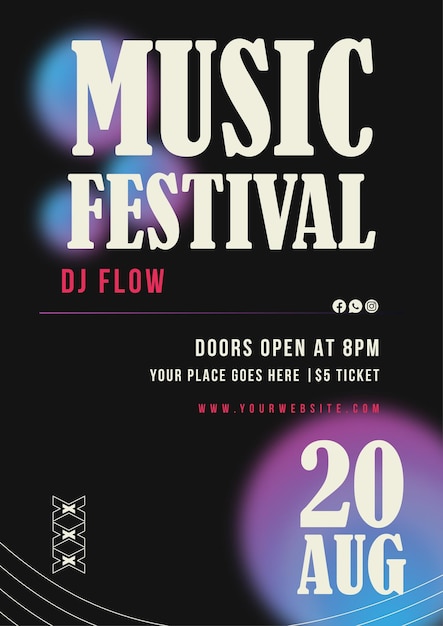 MUSIC
FESTIVAL
DJ FLOW
DOORS OPEN AT 8PM
YOUR PLACE GOES HERE |$5 TICKET
WWW.YOURWEBSITE.COM
20
AUG
XXX